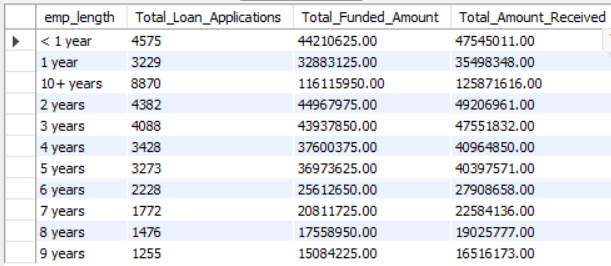 emp_length Total_Loan_Applications Total_Funded_Amount Total_Amount_Received
< 1 year 4575 44210625.00 47545011.00
1 year 3229 32883125.00 35498348.00
10+ years 8870 116115950.00 125871616.00
2 years 4382 44967975.00 49206961.00
3 years 4088 43937850.00 47551832.00
4 years 3428 37600375.00 40964850.00
5 years 3273 36973625.00 40397571.00
6 years 2228 25612650.00 27908658.00
7 years 1772 20811725.00 22584136.00
8 years 1476 17558950.00 19025777.00
9 years 1255 15084225.00 16516173.00